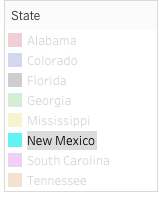 State
Alabama
Colorado
Florida
Georgia
Mississippi
New Mexico
South Carolina
Tennessee